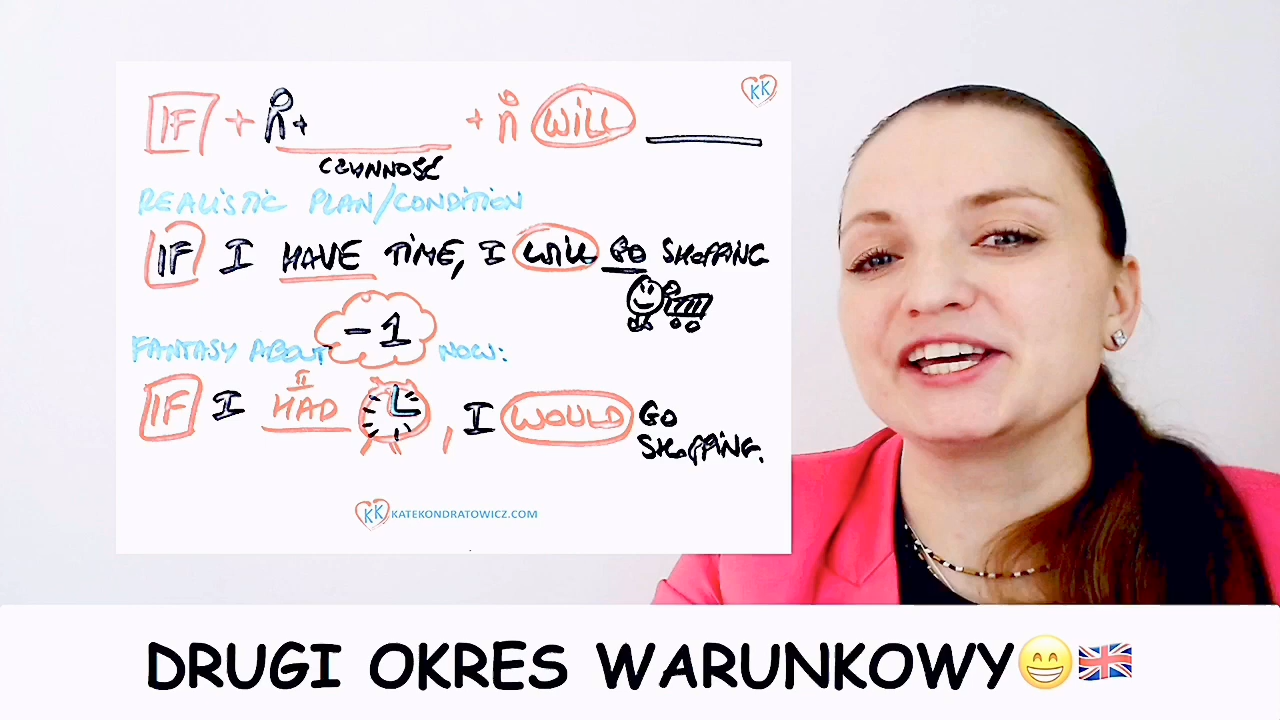 KK
IF + + + WILL
CZYNNOŚĆ
REALISTIC PLAN/CONDITION
IF I HAVE TIME, I WILL GO SHOPPING
-1
FANTASY ABOUT NOW:
II
IF I HAD , I WOULD GO
SHOPPING.
KK KATEKONDRATOWICZ.COM
DRUGI OKRES WARUNKOWY😁🇬🇧